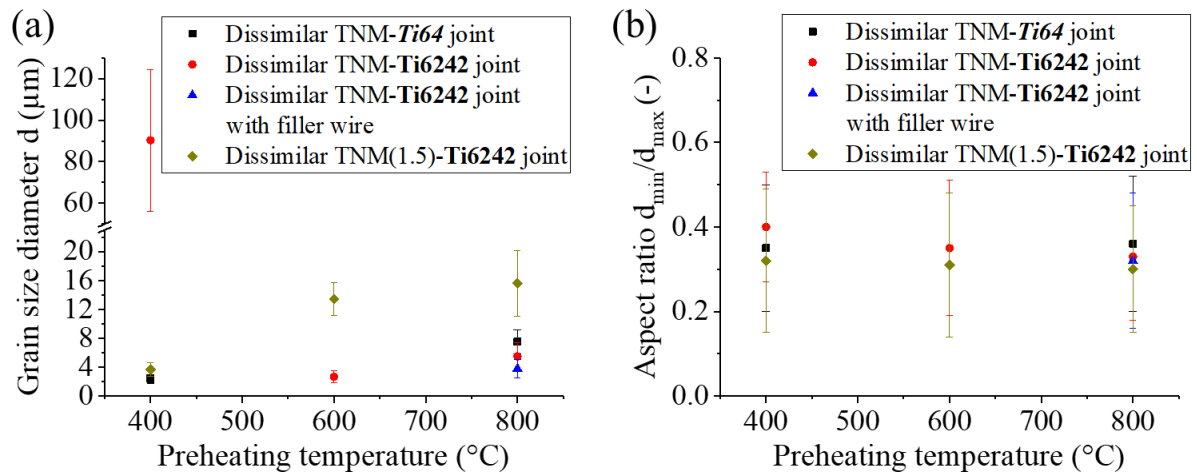 (a)
Dissimilar TNM-Ti64 joint
Dissimilar TNM-Ti6242 joint
Dissimilar TNM-Ti6242 joint
with filler wire
Dissimilar TNM(1.5)-Ti6242 joint
Grain size diameter d (μm)
120
100
80
60
20
16
12
8
4
0
400
500
600
700
800
Preheating temperature (°C)
(b)
Dissimilar TNM-Ti64 joint
Dissimilar TNM-Ti6242 joint
Dissimilar TNM-Ti6242 joint
with filler wire
Dissimilar TNM(1.5)-Ti6242 joint
Aspect ratio dmin/dmax (-)
0.8
0.6
0.4
0.2
0.0
400
500
600
700
800
Preheating temperature (°C)